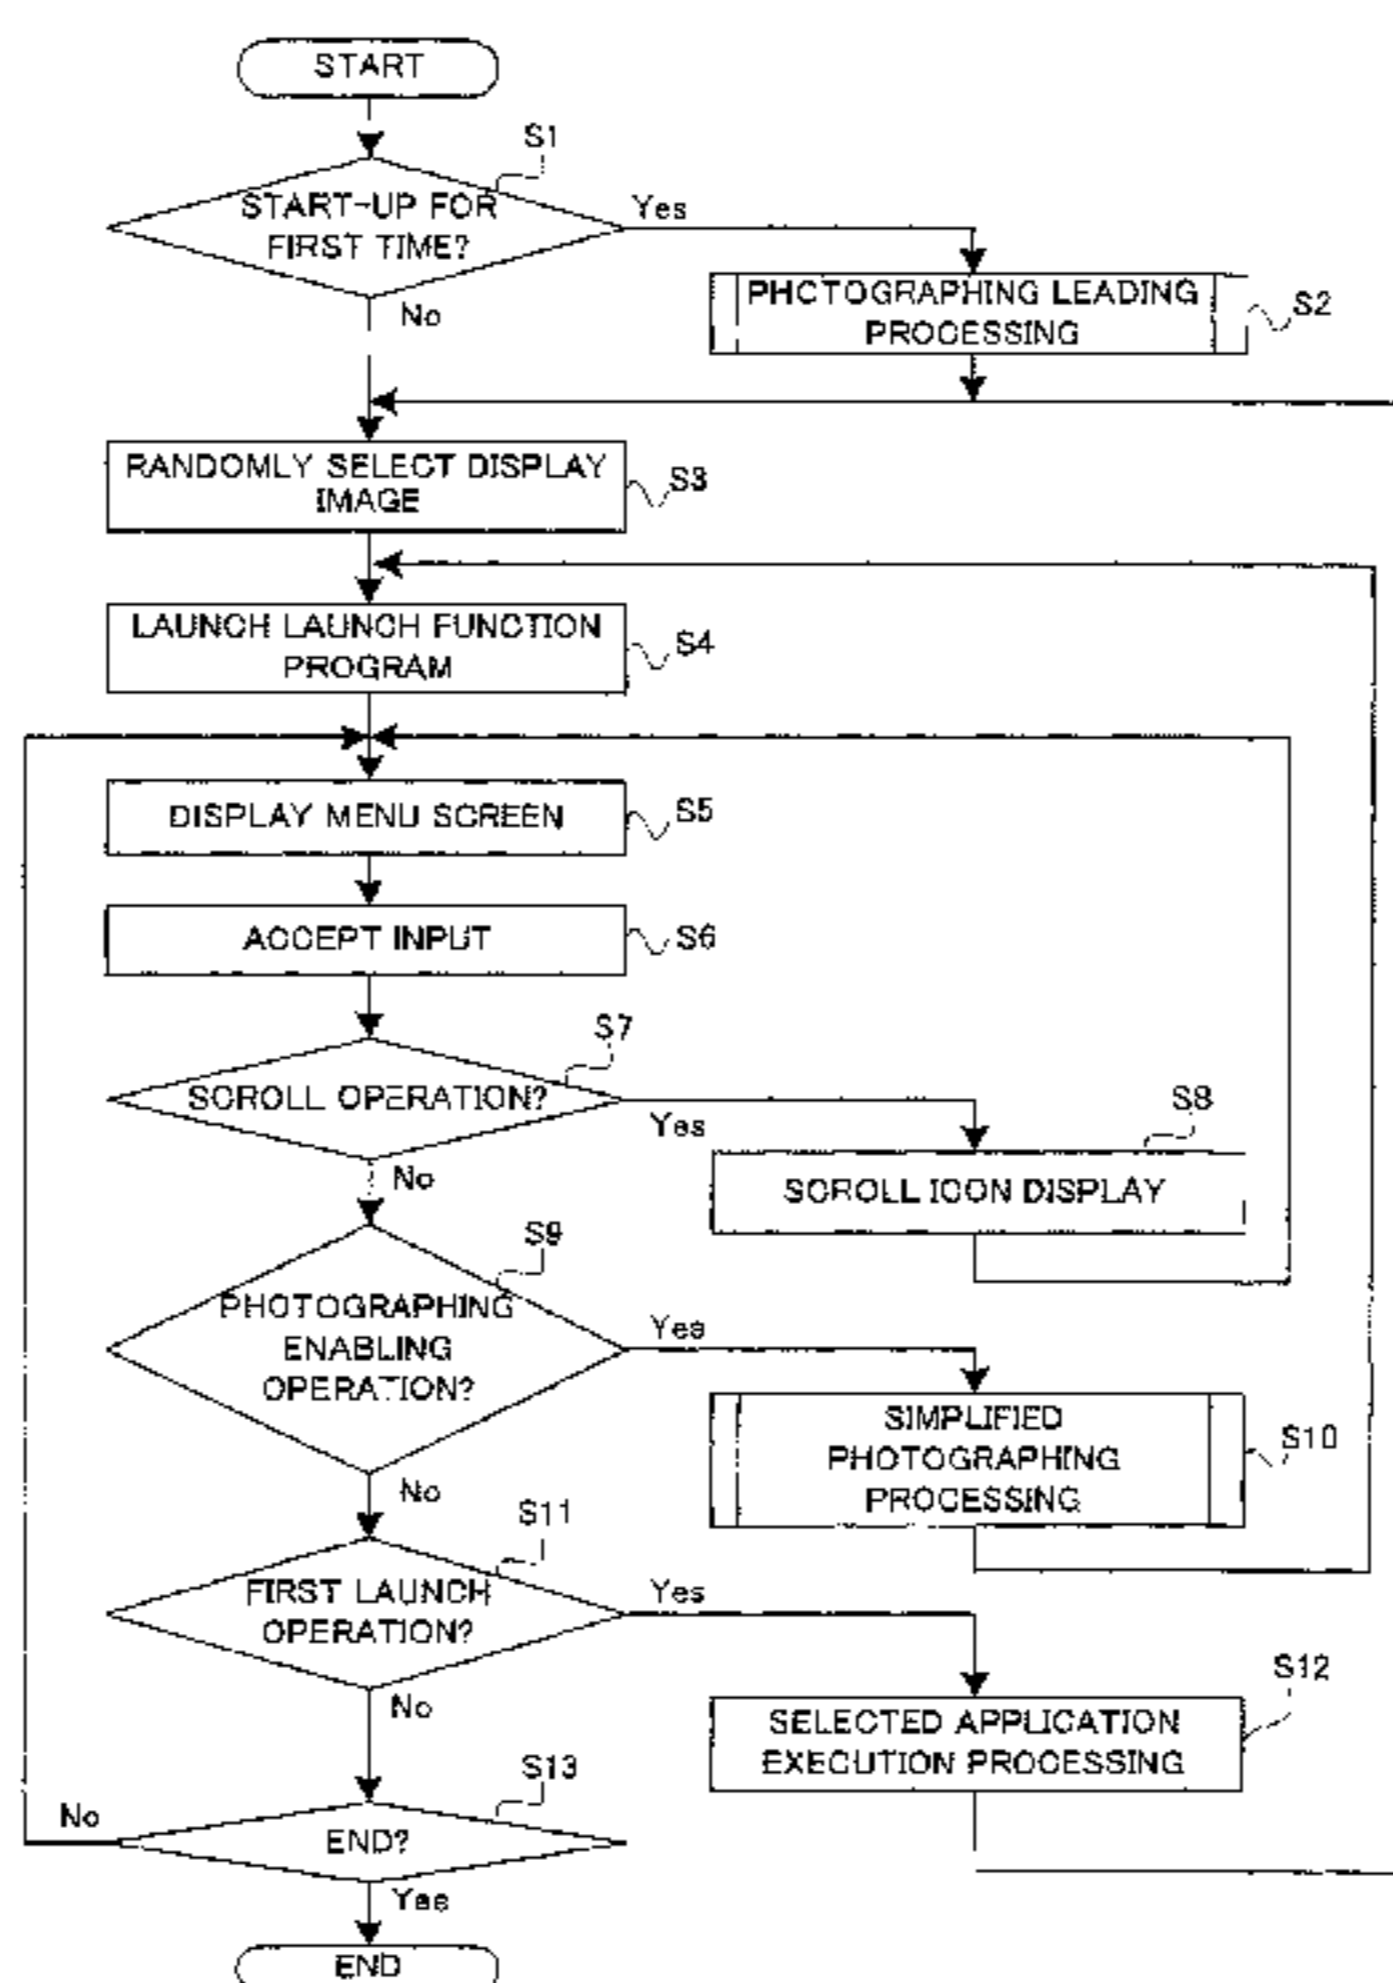 START
S1
START-UP FOR
FIRST TIME?
Yes
No
PHOTOGRAPHING LEADING
PROCESSING
S2
RANDOMLY SELECT DISPLAY
IMAGE
S3
LAUNCH LAUNCH FUNCTION
PROGRAM
S4
DISPLAY MENU SCREEN
S5
ACCEPT INPUT
S6
S7
SCROLL OPERATION?
Yes
No
S8
SCROLL ICON DISPLAY
S9
PHOTOGRAPHING
ENABLING
OPERATION?
Yes
No
SIMPLIFIED
PHOTOGRAPHING
PROCESSING
S10
S11
FIRST LAUNCH
OPERATION?
Yes
No
S12
SELECTED APPLICATION
EXECUTION PROCESSING
S13
END?
No
Yes
END